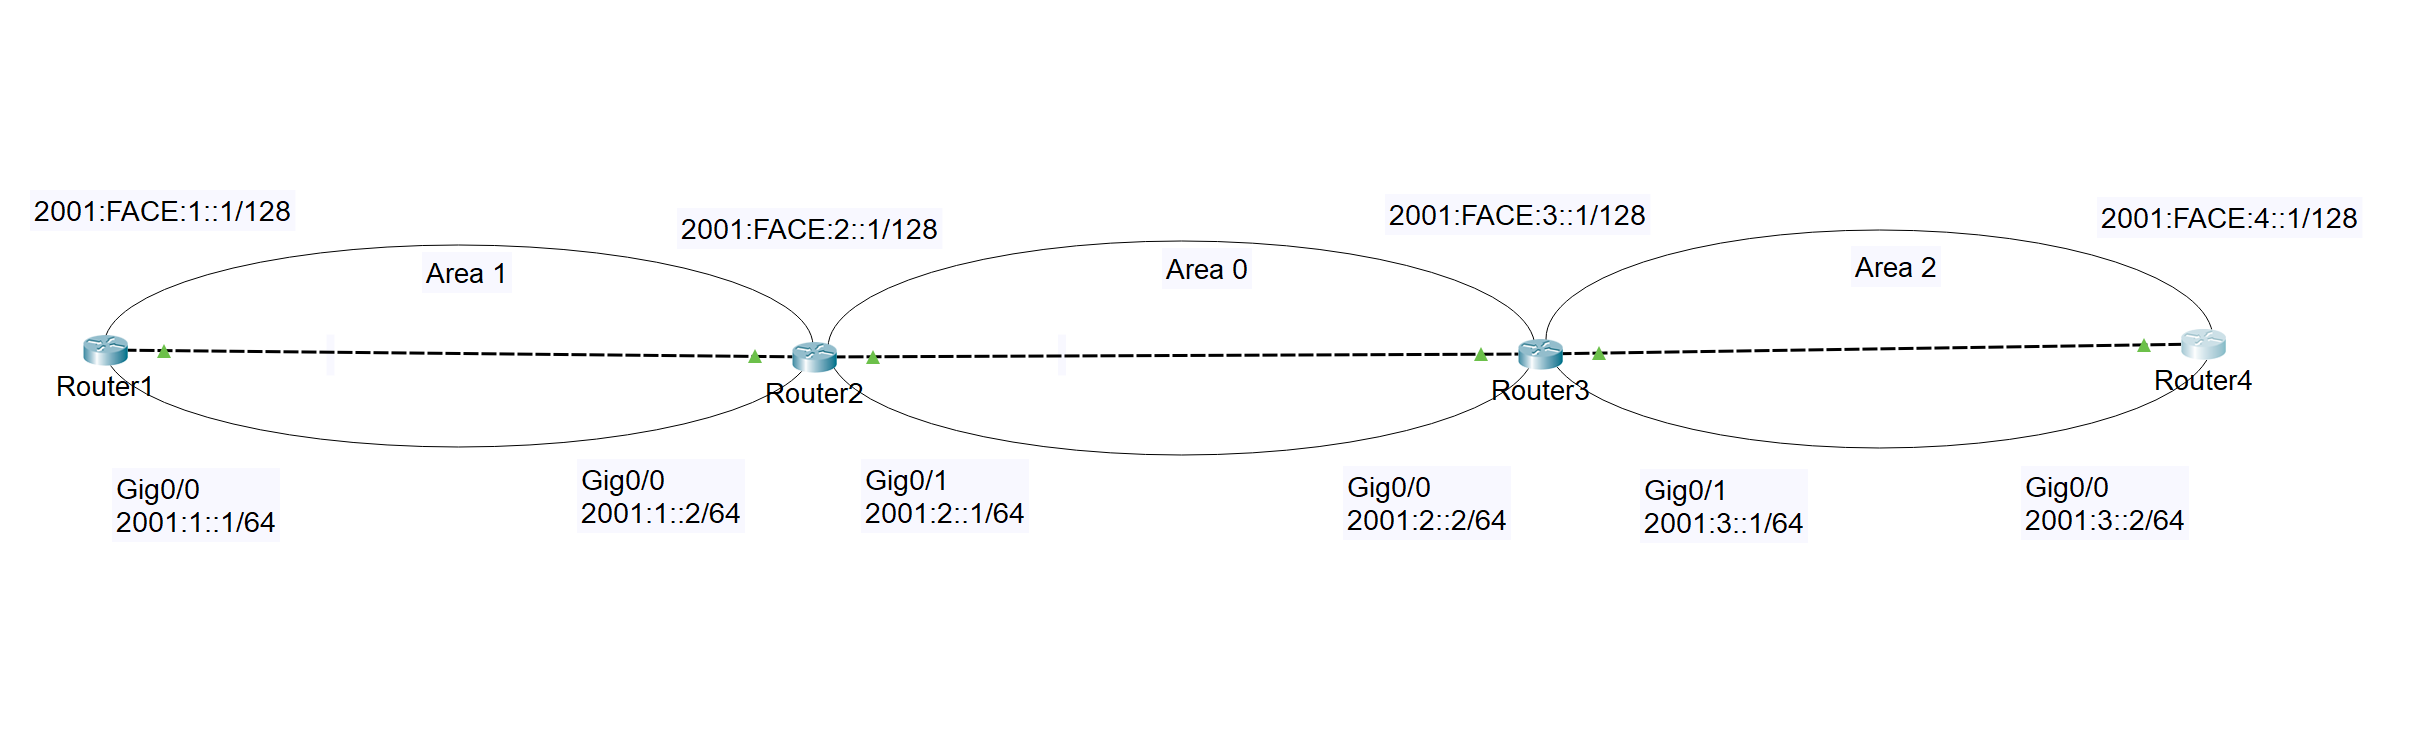 2001:FACE:1::1/128
2001:FACE:2::1/128
2001:FACE:3::1/128
2001:FACE:4::1/128
Area 1
Area 0
Area 2
Router1
Router2
Router3
Router4
Gig0/0
2001:1::1/64
Gig0/0
2001:1::2/64
Gig0/1
2001:2::1/64
Gig0/0
2001:2::2/64
Gig0/1
2001:3::1/64
Gig0/0
2001:3::2/64